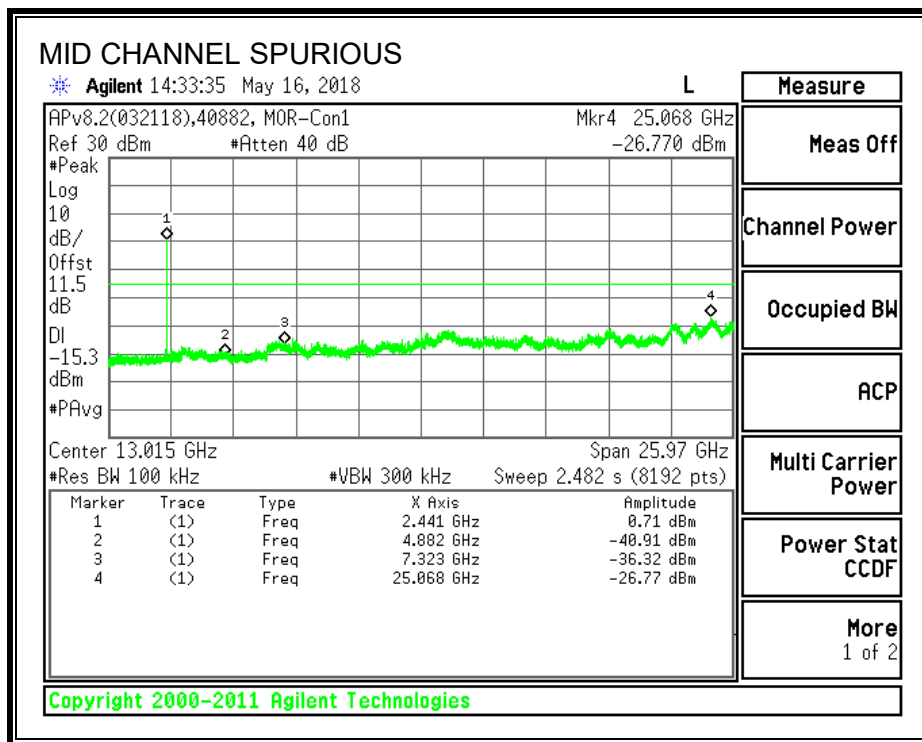 MID CHANNEL SPURIOUS
Agilent 14:33:35 May 16, 2018 L
APv8.2(032118),40882, MOR-Con1 Mkr4 25.068 GHz
Ref 30 dBm #Atten 40 dB -26.770 dBm
#Peak
Log
10
dB/
Offst
11.5
dB
DI
-15.3
dBm
#PAvg
1
2
3
4
Center 13.015 GHz Span 25.97 GHz
#Res BW 100 kHz #VBW 300 kHz Sweep 2.482 s (8192 pts)
Marker Trace Type X Axis Amplitude
1 (1) Freq 2.441 GHz 0.71 dBm
2 (1) Freq 4.882 GHz -40.91 dBm
3 (1) Freq 7.323 GHz -36.32 dBm
4 (1) Freq 25.068 GHz -26.77 dBm
Measure
Meas Off
Channel Power
Occupied BW
ACP
Multi Carrier
Power
Power Stat
CCDF
More
1 of 2
Copyright 2000-2011 Agilent Technologies